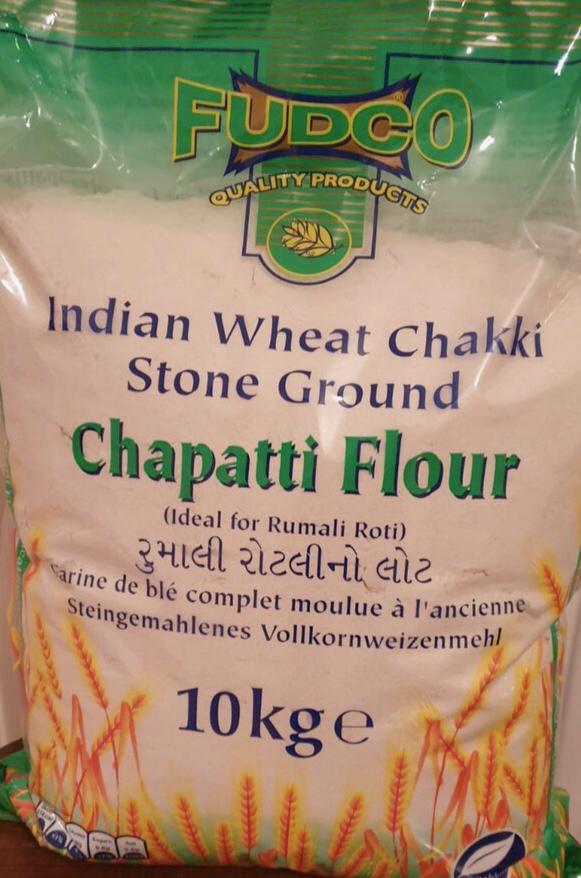 FUDCO
QUALITY PRODUCTS
Indian Wheat Chakki
Stone Ground
Chapatti Flour
(Ideal for Rumali Roti)
રુમાલી રોટલીનો લોટ
Farine de blé complet moulue à l'ancienne
Steingemahlenes Vollkornweizenmehl
10kg℮